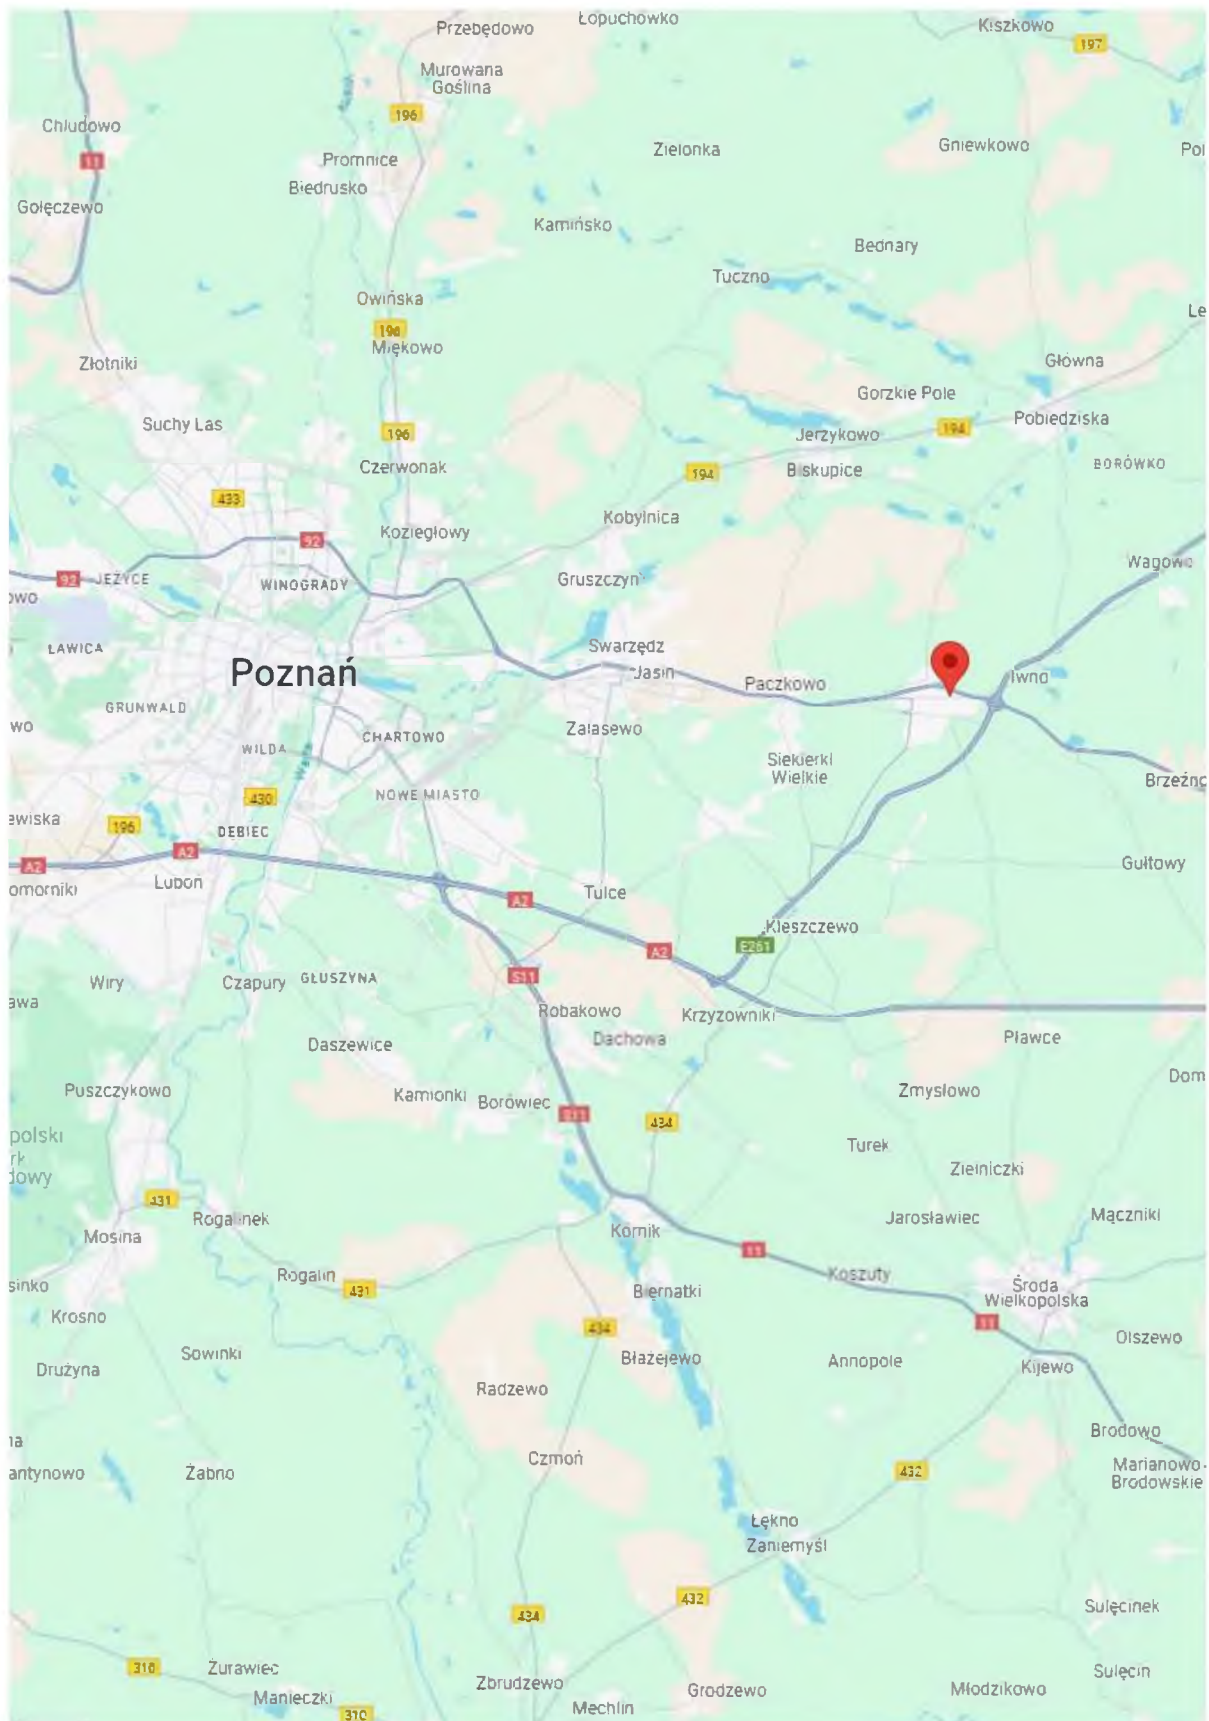 Łopuchówko
Przebędowo
Kiszkowo
197
Murowana
Goślina
196
Chludowo
11
Zielonka
Gniewkowo
Promnice
Biedrusko
Gołęczewo
Kamińsko
Bednary
Tuczno
Owińska
196
Miękowo
Złotniki
Główna
Gorzkie Pole
Suchy Las
Pobiedziska
196
Jerzykowo
194
Czerwonak
Biskupice
BORÓWKO
194
433
Kobylnica
Koziegłowy
92
Wagowo
92
JEŻYCE
WINOGRADY
Gruszczyn
ŁAWICA
Swarzędz
Poznań
Jasin
Paczkowo
Iwno
GRUNWALD
Zalasewo
CHARTOWO
WILDA
Warta
Siekierki
Wielkie
NOWE MIASTO
430
196
DĘBIEC
A2
A2
Luboń
Gułtowy
Tulce
A2
Kleszczewo
A2
E261
Wiry
Czapury
GŁUSZYNA
S11
Robakowo
Krzyżowniki
Dachowa
Pławce
Daszewice
Puszczykowo
Kamionki
Borówiec
Zmysłowo
S11
434
Turek
Zielniczki
431
Rogalinek
Mosina
Kórnik
Jarosławiec
Mączniki
11
Rogalin
431
Biernatki
Koszuty
Środa
Wielkopolska
Krosno
434
11
Olszewo
Sowinki
Błażejewo
Annopole
Kijewo
Drużyna
Radzewo
Brodowo
Żabno
Czmoń
432
Marianowo-
Brodowskie
Łękno
Zaniemyśl
432
434
Sulęcinek
310
Żurawiec
Manieczki
310
Zbrudzewo
Mechlin
Grodzewo
Młodzikowo
Sulęcin